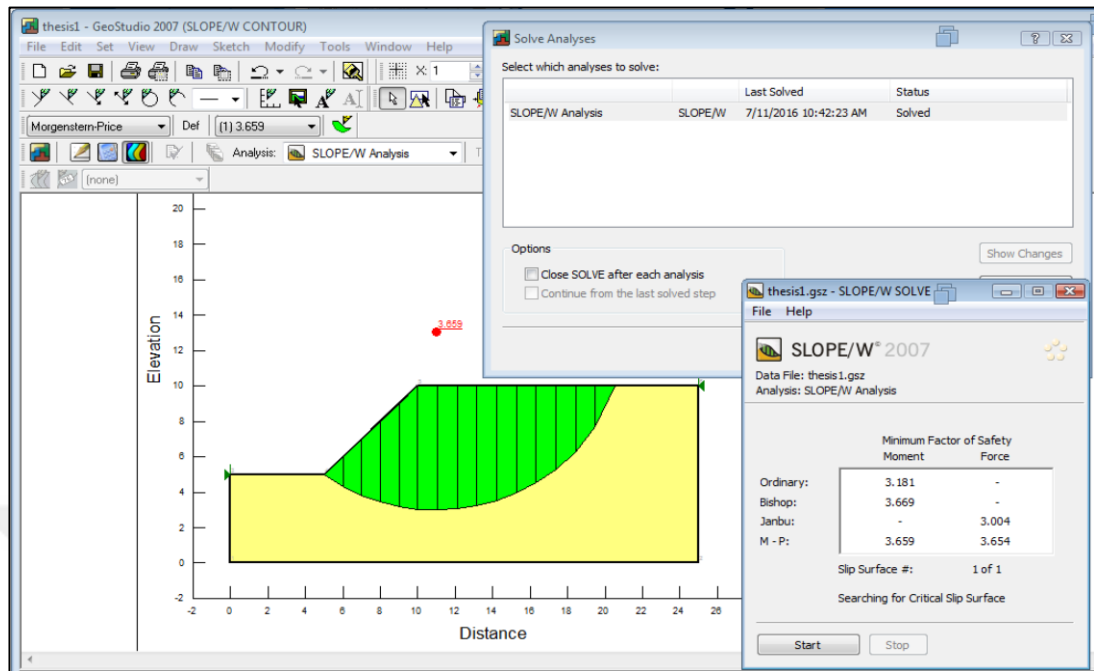 thesis1 - GeoStudio 2007 (SLOPE/W CONTOUR)
File Edit Set View Draw Sketch Modify Tools Window Help
X: 1
Morgenstern-Price Def (1) 3.659
Analysis: SLOPE/W Analysis
(none)
Solve Analyses
Select which analyses to solve:
Last Solved Status
SLOPE/W Analysis SLOPE/W 7/11/2016 10:42:23 AM Solved
Options
Close SOLVE after each analysis
Continue from the last solved step
Show Changes
thesis1.gsz - SLOPE/W SOLVE
File Help
SLOPE/W® 2007
Data File: thesis1.gsz
Analysis: SLOPE/W Analysis
Minimum Factor of Safety
Moment Force
Ordinary: 3.181 -
Bishop: 3.669 -
Janbu: - 3.004
M - P: 3.659 3.654
Slip Surface #: 1 of 1
Searching for Critical Slip Surface
Start Stop
3.659
Elevation
20
18
16
14
12
10
8
6
4
2
0
-2
-2 0 2 4 6 8 10 12 14 16 18 20 22 24 26
Distance